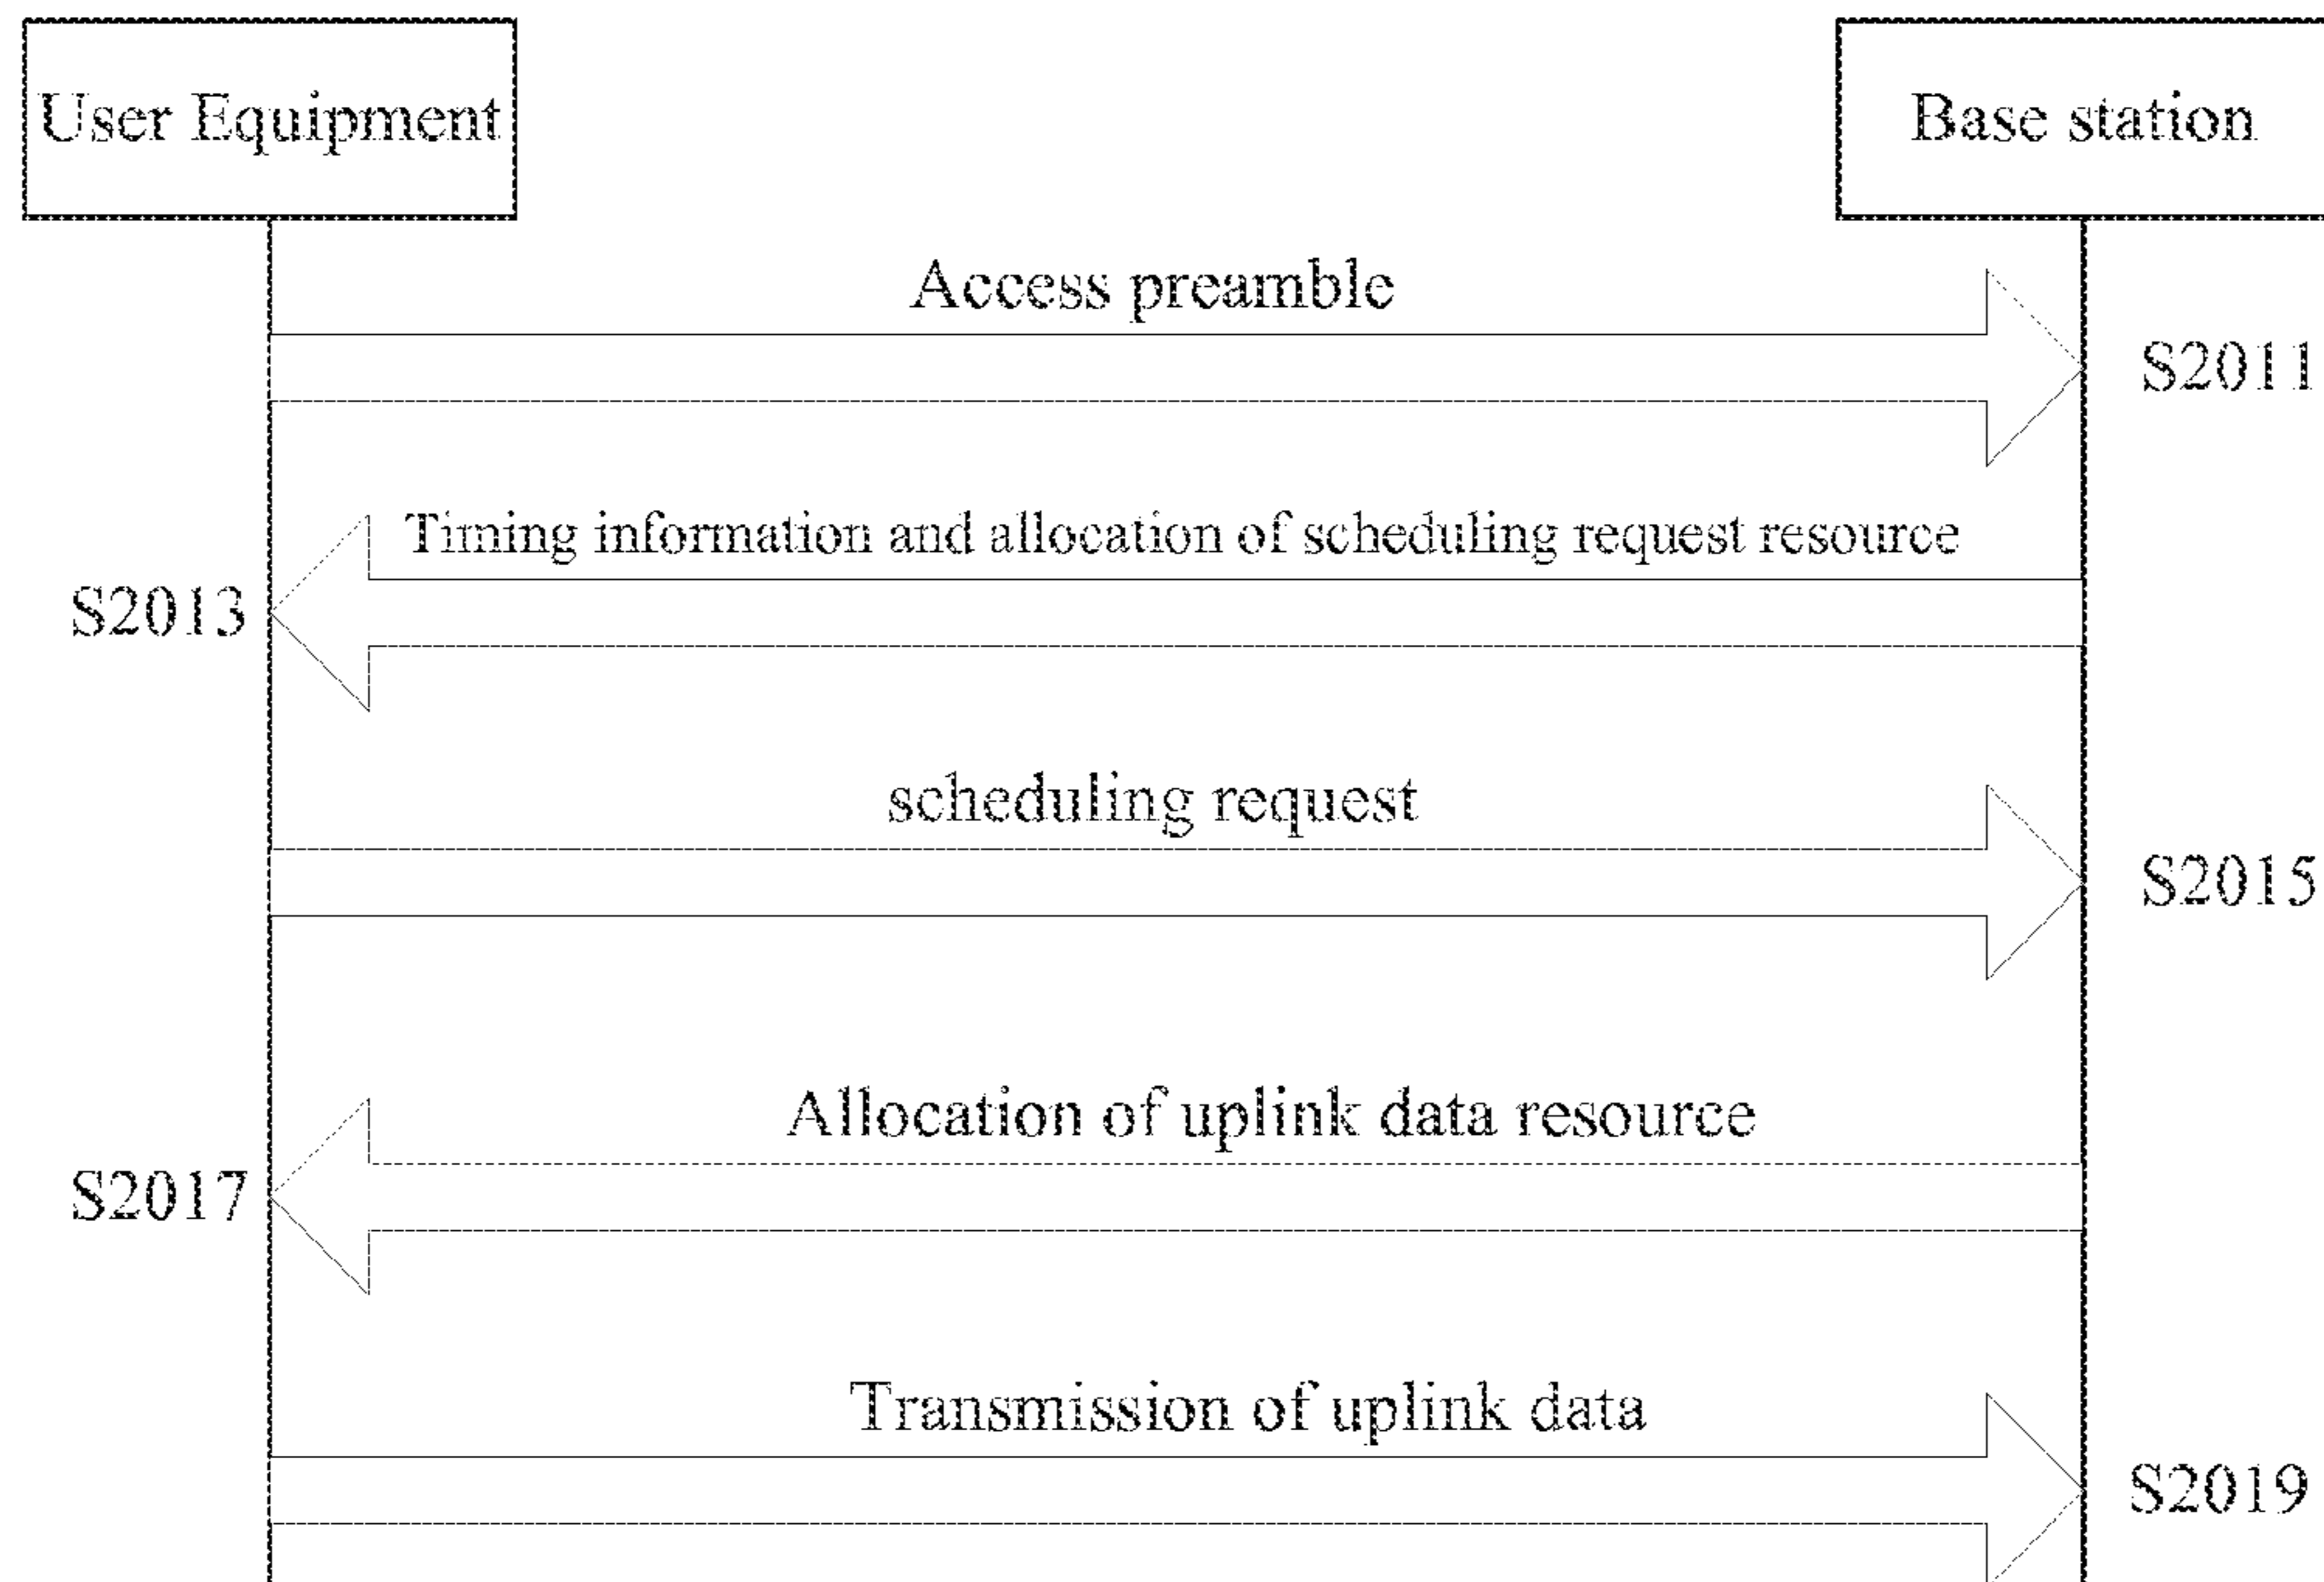 User Equipment
Base station
Access preamble
S2011
Timing information and allocation of scheduling request resource
S2013
scheduling request
S2015
Allocation of uplink data resource
S2017
Transmission of uplink data
S2019